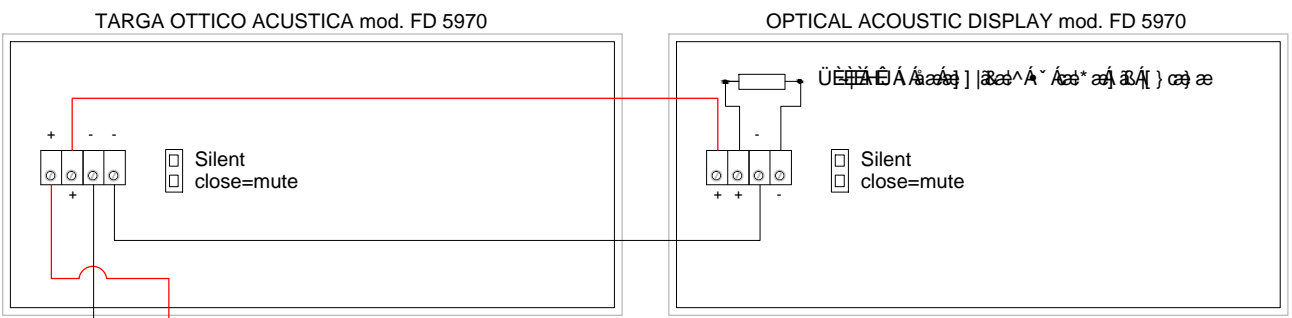 TARGA OTTICO ACUSTICA mod. FD 5970
OPTICAL ACOUSTIC DISPLAY mod. FD 5970
+ - -
+
Silent
close=mute
-
+ + -
Silent
close=mute